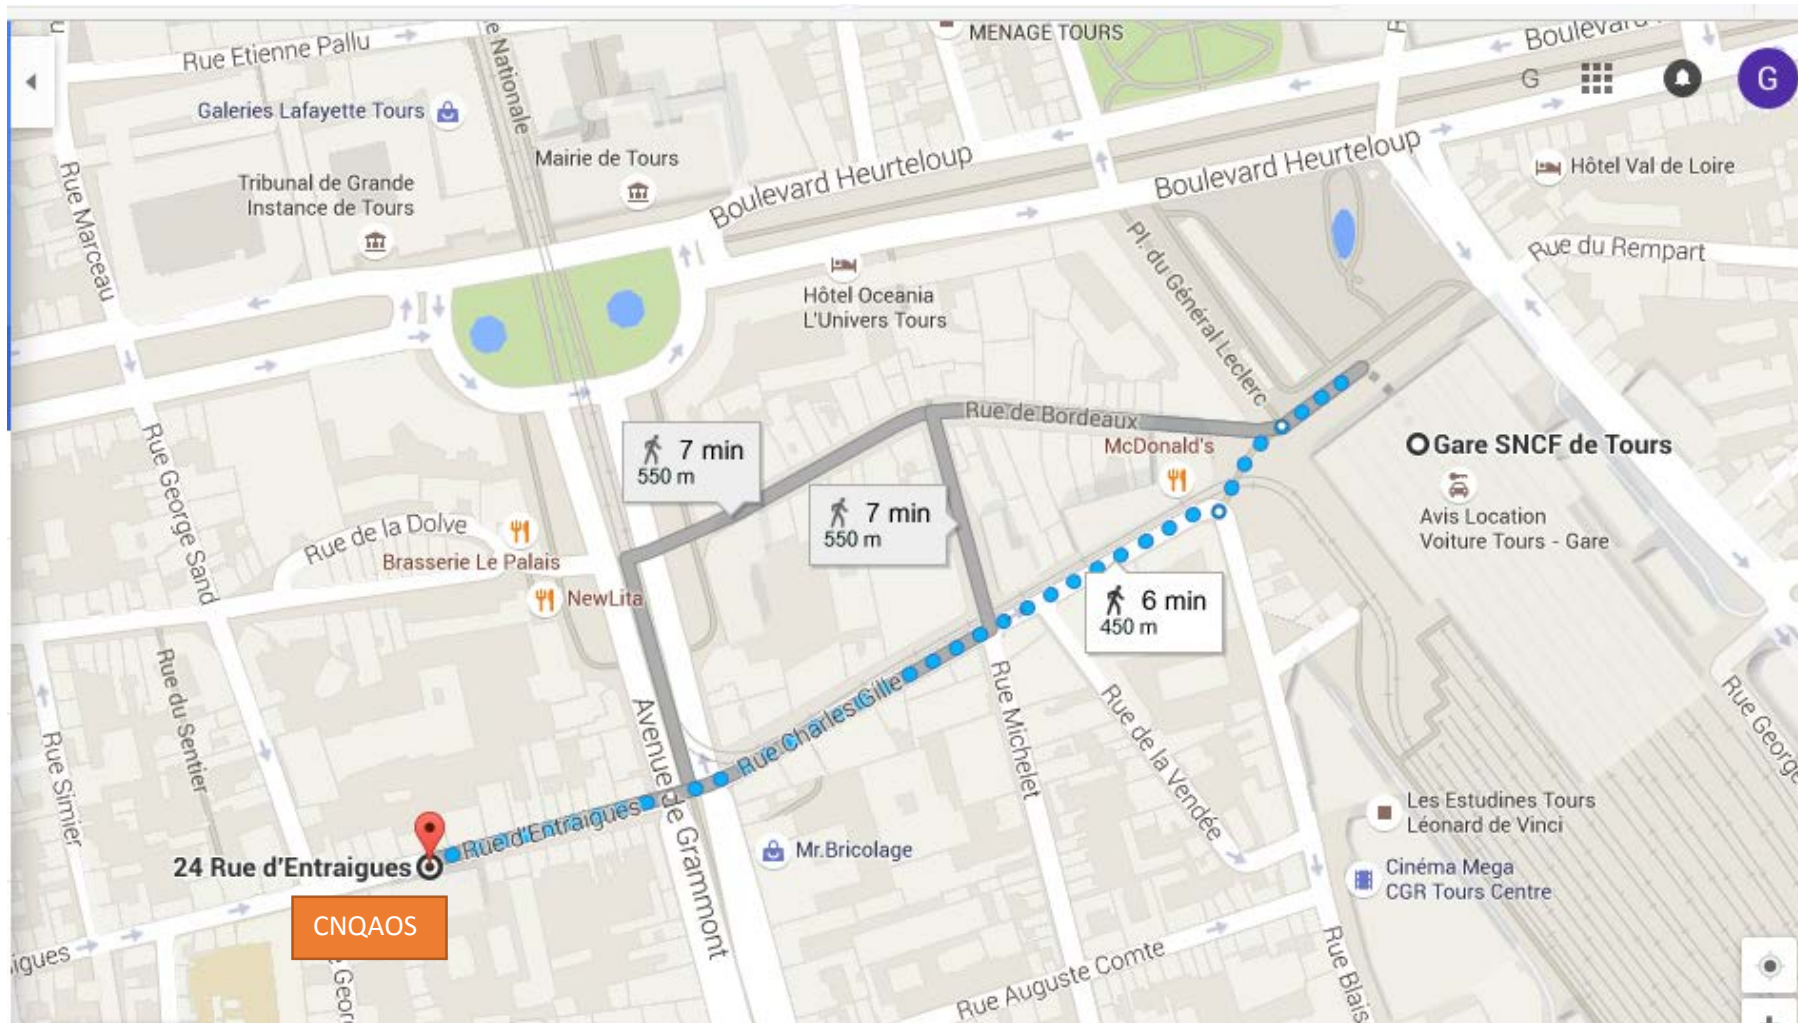 MENAGE TOURS
Rue Etienne Pallu
e Nationale
Boulevard
G
G
Galeries Lafayette Tours
Mairie de Tours
Boulevard Heurteloup
Boulevard Heurteloup
Hôtel Val de Loire
Rue Marceau
Tribunal de Grande
Instance de Tours
Pl. du Général Leclerc
Rue du Rempart
Hôtel Oceania
L'Univers Tours
Rue de Bordeaux
McDonald's
Gare SNCF de Tours
7 min
550 m
7 min
550 m
Rue George Sand
Rue de la Dolve
Brasserie Le Palais
NewLita
Avis Location
Voiture Tours - Gare
6 min
450 m
Rue du Sentier
Rue Simier
Avenue de Grammont
Rue Charles Gille
Rue Michelet
Rue de la Vendée
Rue George
Rue d'Entraigues
24 Rue d'Entraigues
CNQAOS
Mr.Bricolage
Les Estudines Tours
Léonard de Vinci
Cinéma Mega
CGR Tours Centre
igues
e Geor
Rue Auguste Comte
Rue Blais